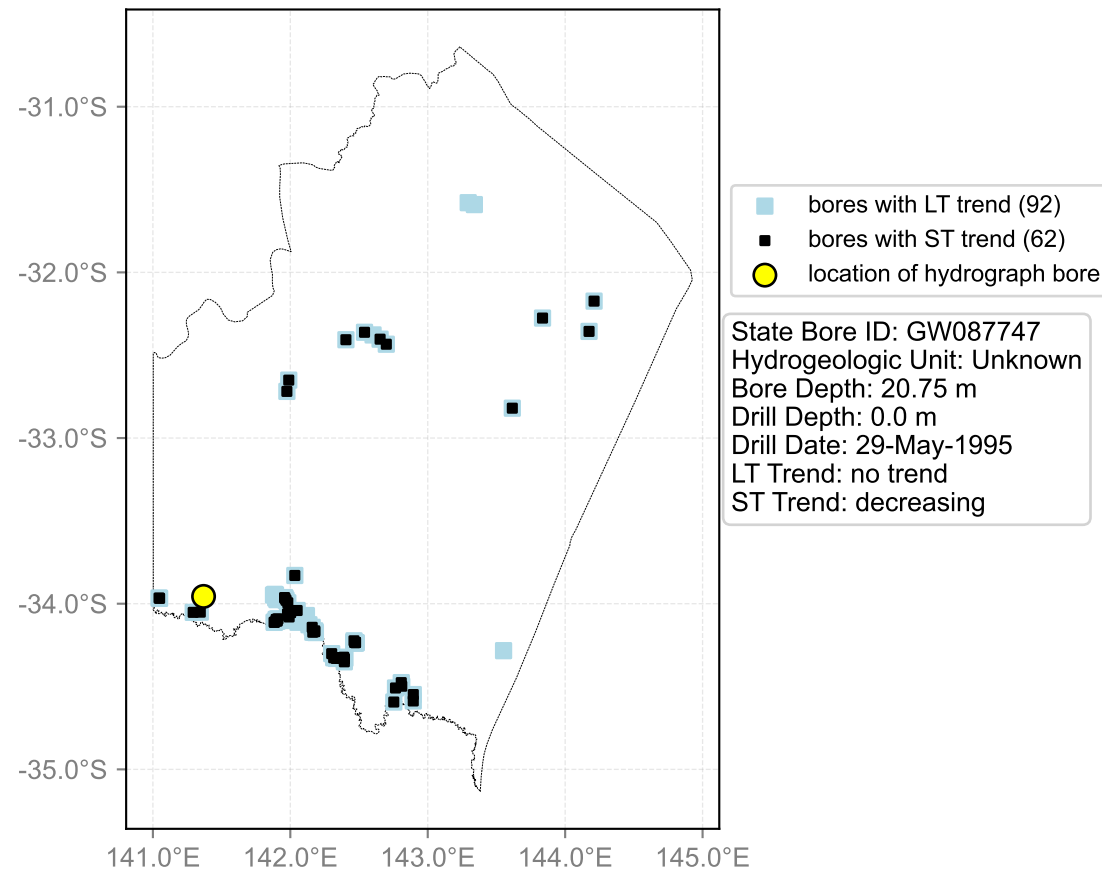 -31.0°S
-32.0°S
-33.0°S
-34.0°S
-35.0°S
141.0°E 142.0°E 143.0°E 144.0°E 145.0°E
bores with LT trend (92)
bores with ST trend (62)
location of hydrograph bore
State Bore ID: GW087747
Hydrogeologic Unit: Unknown
Bore Depth: 20.75 m
Drill Depth: 0.0 m
Drill Date: 29-May-1995
LT Trend: no trend
ST Trend: decreasing